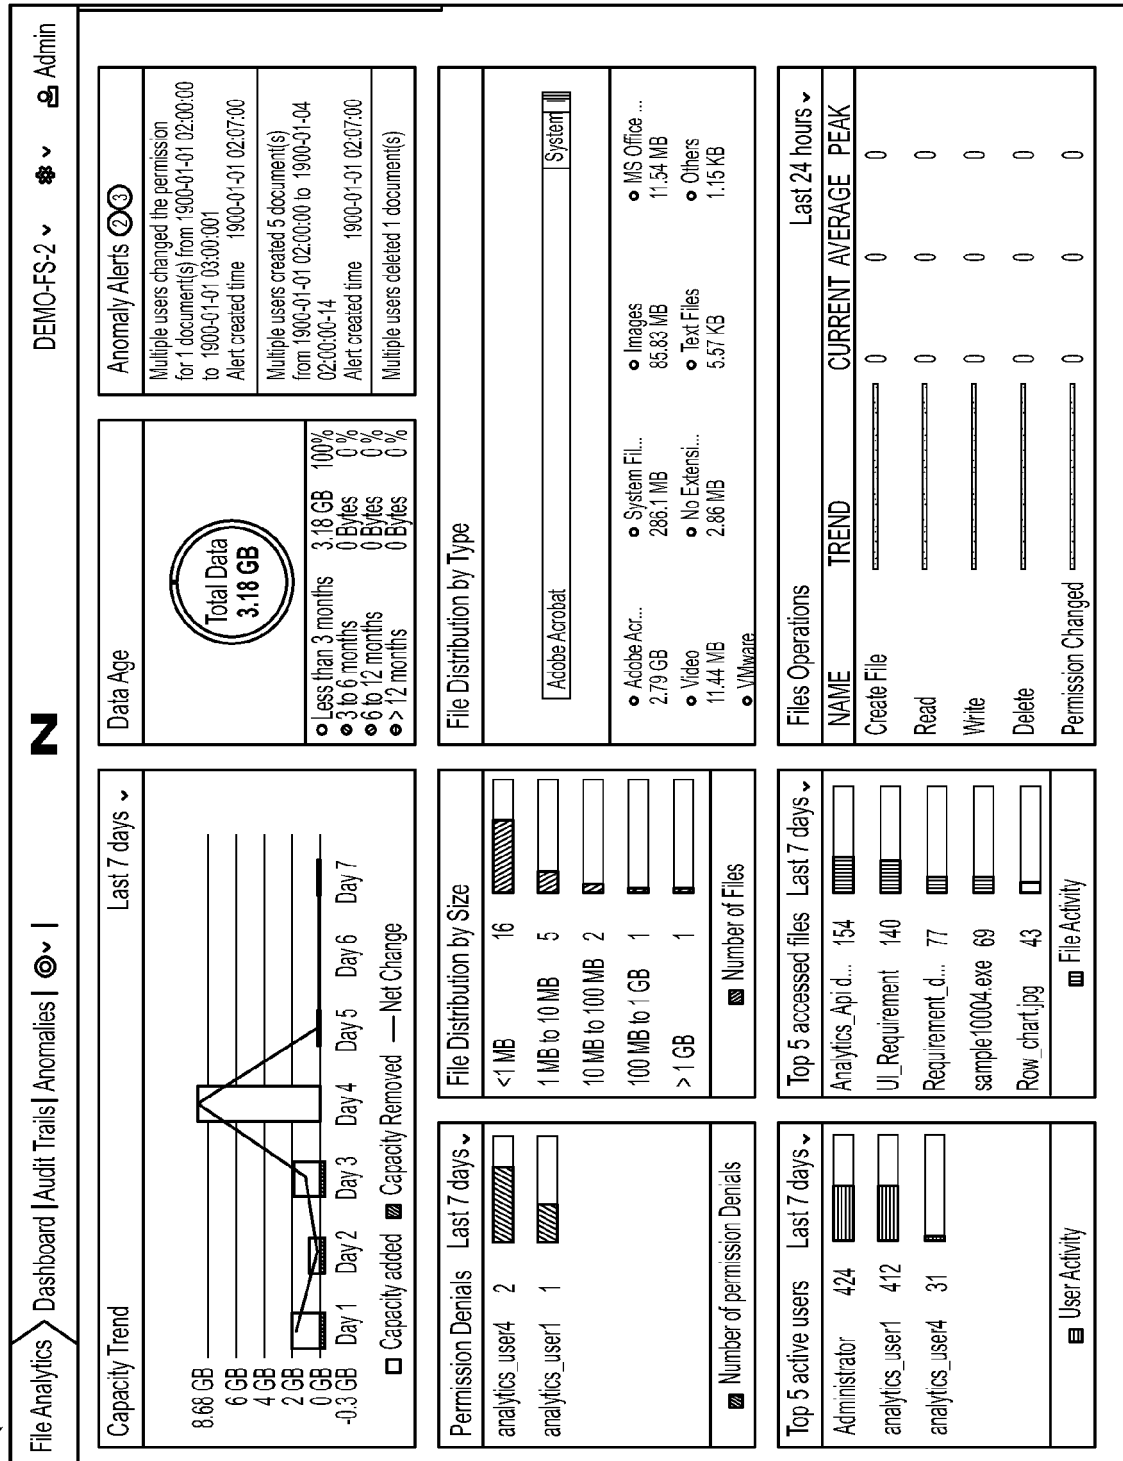 File Analytics
Dashboard | Audit Trails | Anomalies |
N
DEMO-FS-2
Admin
Capacity Trend
Last 7 days
8.68 GB
6 GB
4 GB
2 GB
0 GB
-0.3 GB
Day 1 Day 2 Day 3 Day 4 Day 5 Day 6 Day 7
Capacity added Capacity Removed Net Change
Data Age
Total Data
3.18 GB
Less than 3 months 3.18 GB 100%
3 to 6 months 0 Bytes 0 %
6 to 12 months 0 Bytes 0 %
> 12 months 0 Bytes 0 %
Anomaly Alerts 2 3
Multiple users changed the permission
for 1 document(s) from 1900-01-01 02:00:00
to 1900-01-01 03:00:001
Alert created time 1900-01-01 02:07:00
Multiple users created 5 document(s)
from 1900-01-01 02:00:00 to 1900-01-04
02:00:00-14
Alert created time 1900-01-01 02:07:00
Multiple users deleted 1 document(s)
Permission Denials Last 7 days
analytics_user4 2
analytics_user1 1
Number of permission Denials
File Distribution by Size
<1 MB 16
1 MB to 10 MB 5
10 MB to 100 MB 2
100 MB to 1 GB 1
> 1 GB 1
Number of Files
File Distribution by Type
Adobe Acrobat System
Adobe Acr... System Fil... Images MS Office ...
2.79 GB 286.1 MB 85.83 MB 11.54 MB
Video No Extensi... Text Files Others
11.44 MB 2.86 MB 5.57 KB 1.15 KB
VMware
Top 5 active users Last 7 days
Administrator 424
analytics_user1 412
analytics_user4 31
User Activity
Top 5 accessed files Last 7 days
Analytics_Api d... 154
UI_Requirement 140
Requirement_d... 77
sample10004.exe 69
Row_chart.jpg 43
File Activity
Files Operations Last 24 hours
NAME TREND CURRENT AVERAGE PEAK
Create File 0 0 0
Read 0 0 0
Write 0 0 0
Delete 0 0 0
Permission Changed 0 0 0